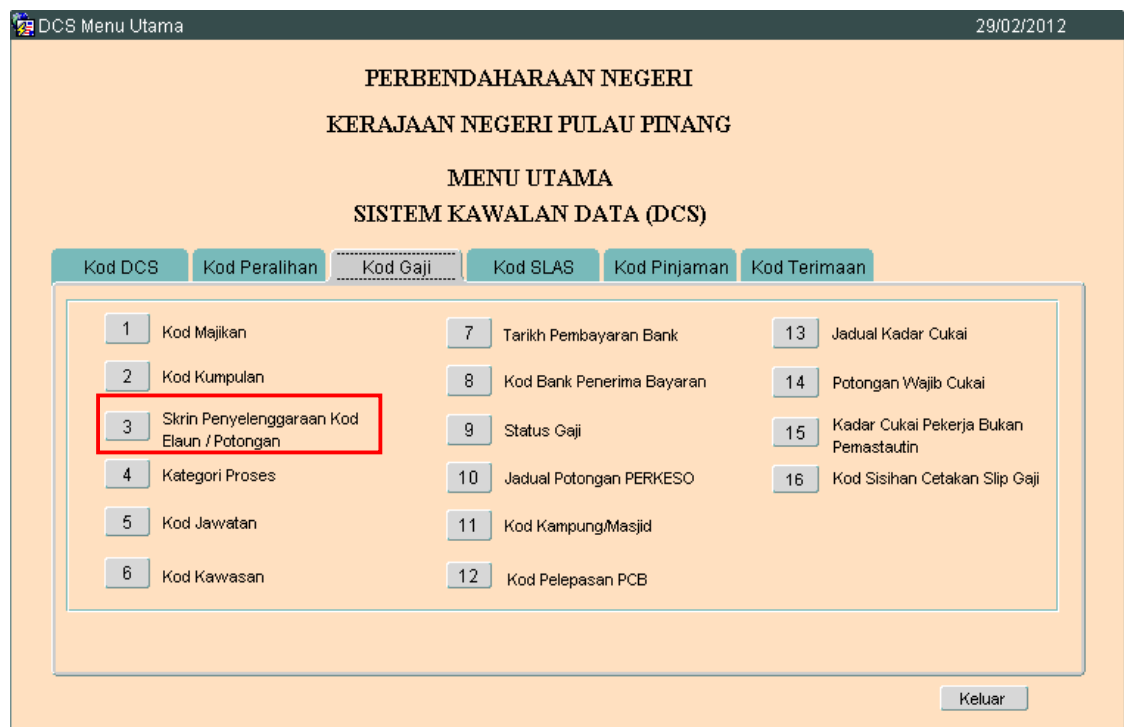 DCS Menu Utama 29/02/2012
PERBENDAHARAAN NEGERI
KERAJAAN NEGERI PULAU PINANG
MENU UTAMA
SISTEM KAWALAN DATA (DCS)
Kod DCS Kod Peralihan Kod Gaji Kod SLAS Kod Pinjaman Kod Terimaan
1 Kod Majikan
2 Kod Kumpulan
3 Skrin Penyelenggaraan Kod
Elaun / Potongan
4 Kategori Proses
5 Kod Jawatan
6 Kod Kawasan
7 Tarikh Pembayaran Bank
8 Kod Bank Penerima Bayaran
9 Status Gaji
10 Jadual Potongan PERKESO
11 Kod Kampung/Masjid
12 Kod Pelepasan PCB
13 Jadual Kadar Cukai
14 Potongan Wajib Cukai
15 Kadar Cukai Pekerja Bukan
Pemastautin
16 Kod Sisihan Cetakan Slip Gaji
Keluar